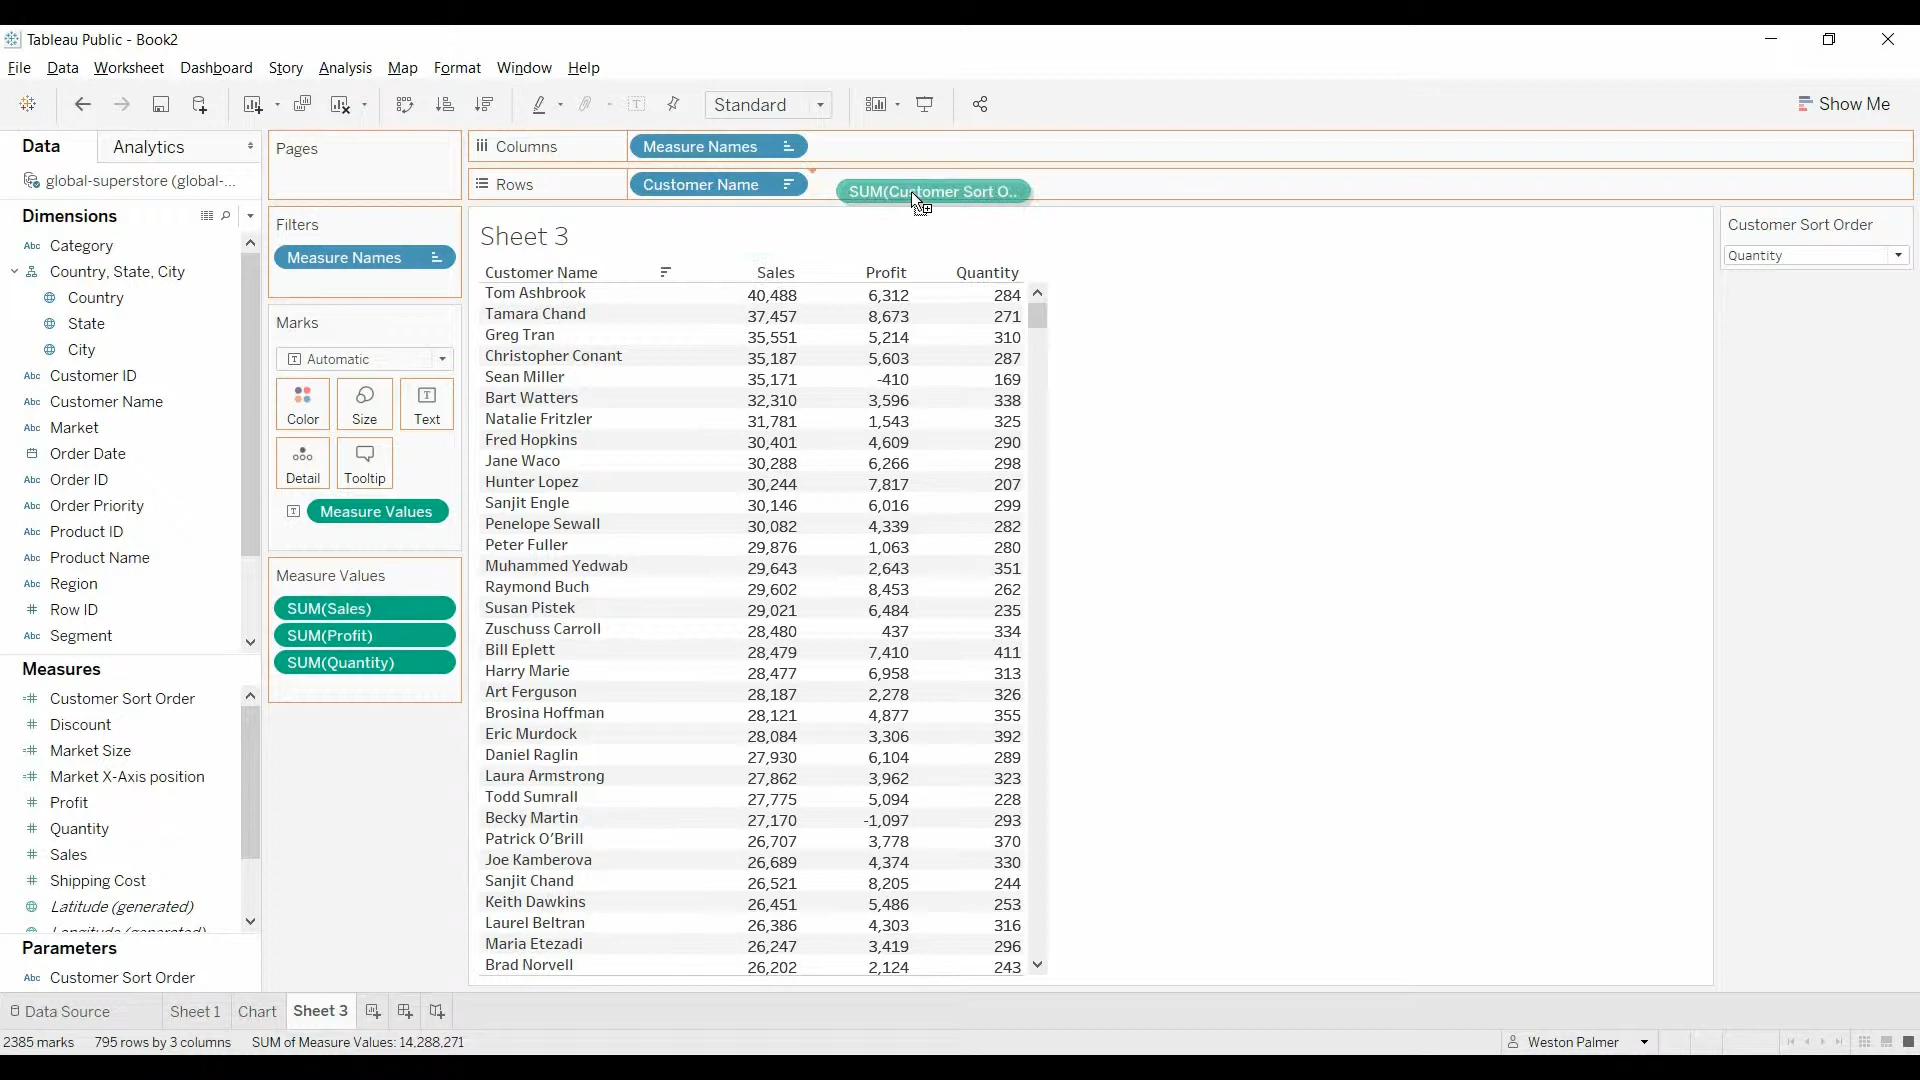 Tableau Public - Book2
File Data Worksheet Dashboard Story Analysis Map Format Window Help
Standard
Show Me
Data Analytics
global-superstore (global-...
Dimensions
Category
Country, State, City
Country
State
City
Customer ID
Customer Name
Market
Order Date
Order ID
Order Priority
Product ID
Product Name
Region
Row ID
Segment
Measures
Customer Sort Order
Discount
Market Size
Market X-Axis position
Profit
Quantity
Sales
Shipping Cost
Latitude (generated)
Longitude (generated)
Parameters
Customer Sort Order
Pages
Filters
Measure Names
Marks
Automatic
Color Size Text
Detail Tooltip
Measure Values
Measure Values
SUM(Sales)
SUM(Profit)
SUM(Quantity)
Columns Measure Names
Rows Customer Name SUM(Customer Sort O..
Sheet 3
Customer Name Sales Profit Quantity
Tom Ashbrook 40,488 6,312 284
Tamara Chand 37,457 8,673 271
Greg Tran 35,551 5,214 310
Christopher Conant 35,187 5,603 287
Sean Miller 35,171 -410 169
Bart Watters 32,310 3,596 338
Natalie Fritzler 31,781 1,543 325
Fred Hopkins 30,401 4,609 290
Jane Waco 30,288 6,266 298
Hunter Lopez 30,244 7,817 207
Sanjit Engle 30,146 6,016 299
Penelope Sewall 30,082 4,339 282
Peter Fuller 29,876 1,063 280
Muhammed Yedwab 29,643 2,643 351
Raymond Buch 29,602 8,453 262
Susan Pistek 29,021 6,484 235
Zuschuss Carroll 28,480 437 334
Bill Eplett 28,479 7,410 411
Harry Marie 28,477 6,958 313
Art Ferguson 28,187 2,278 326
Brosina Hoffman 28,121 4,877 355
Eric Murdock 28,084 3,306 392
Daniel Raglin 27,930 6,104 289
Laura Armstrong 27,862 3,962 323
Todd Sumrall 27,775 5,094 228
Becky Martin 27,170 -1,097 293
Patrick O’Brill 26,707 3,778 370
Joe Kamberova 26,689 4,374 330
Sanjit Chand 26,521 8,205 244
Keith Dawkins 26,451 5,486 253
Laurel Beltran 26,386 4,303 316
Maria Etezadi 26,247 3,419 296
Brad Norvell 26,202 2,124 243
Customer Sort Order
Quantity
Data Source Sheet 1 Chart Sheet 3
2385 marks 795 rows by 3 columns SUM of Measure Values: 14,288,271
Weston Palmer